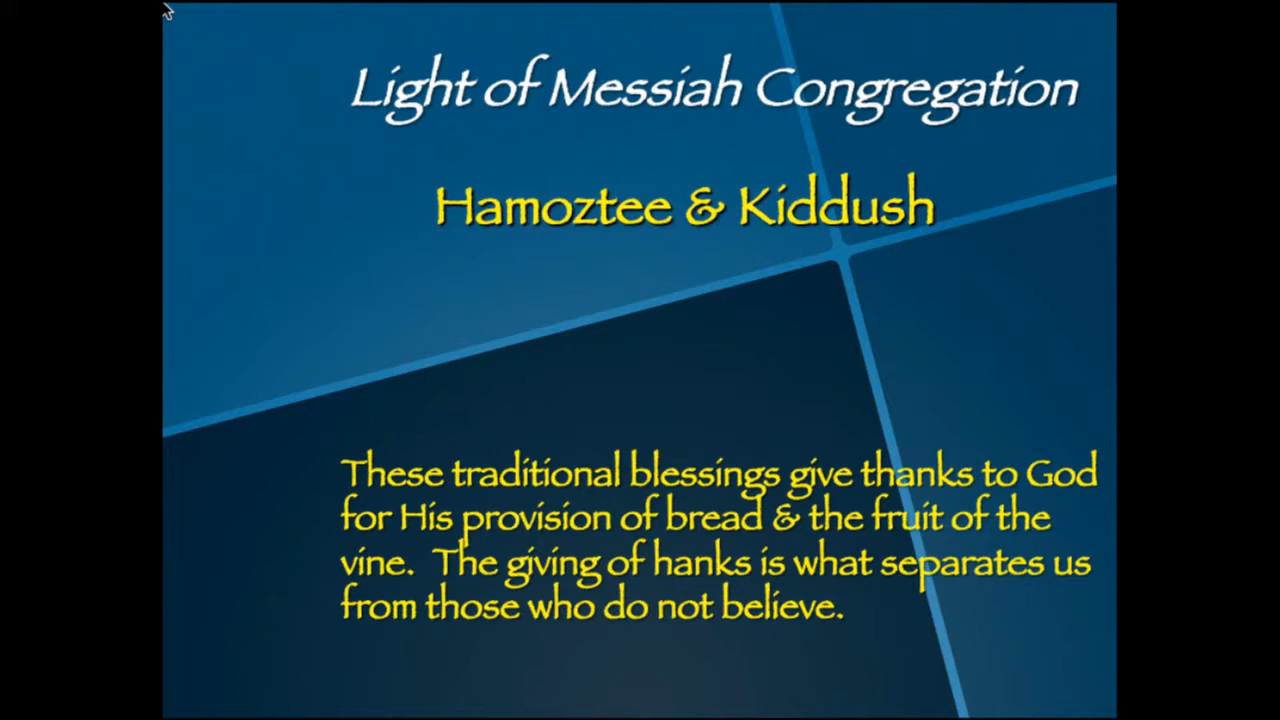 Light of Messiah Congregation
Hamoztee & Kiddush
These traditional blessings give thanks to God
for His provision of bread & the fruit of the
vine. The giving of hanks is what separates us
from those who do not believe.